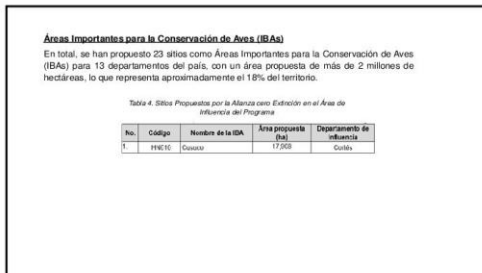 Áreas Importantes para la Conservación de Aves (IBAs)
En total, se han propuesto 23 sitios como Áreas Importantes para la Conservación de Aves
(IBAs) para 13 departamentos del país, con un área propuesta de más de 2 millones de
hectáreas, lo que representa aproximadamente el 18% del territorio.
Tabla 4. Sitios Propuestos por la Alianza cero Extinción en el Área de
Influencia del Programa
No. Código Nombre de la IBA Área propuesta (ha) Departamento de influencia
1. Cusuco Cortés